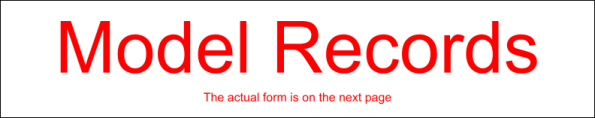 Model Records
The actual form is on the next page